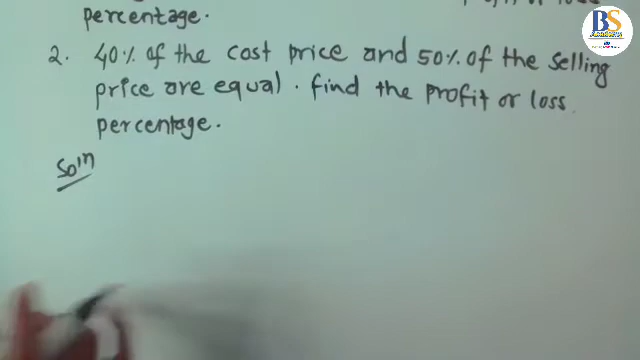 percentage.
2. 40% of the cost price and 50% of the selling
price are equal. find the profit or loss
percentage.
Soln
BS